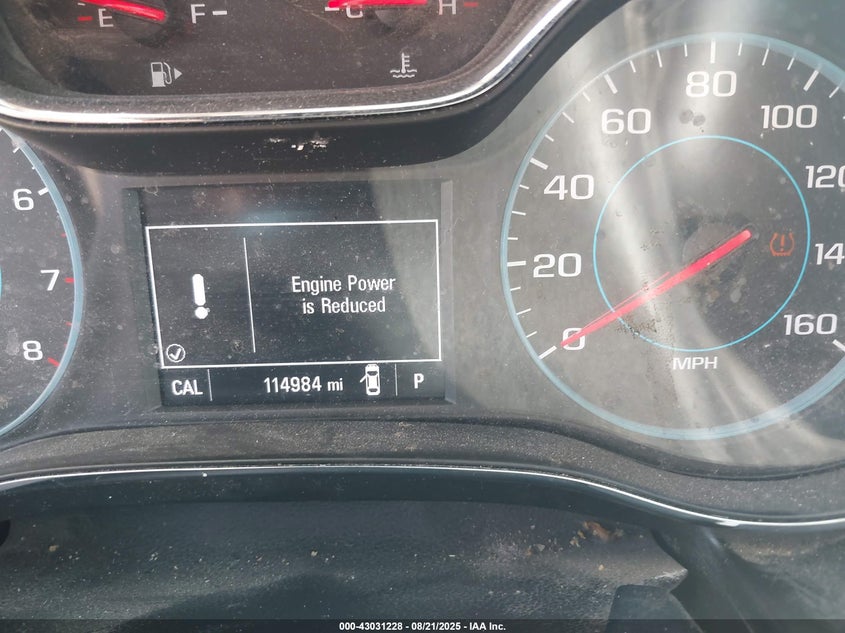 E F C H
6
7
8
Engine Power
is Reduced
CAL 114984 mi P
0 20 40 60 80 100 120 14 160
MPH
000-43031228 - 08/21/2025 - IAA Inc.